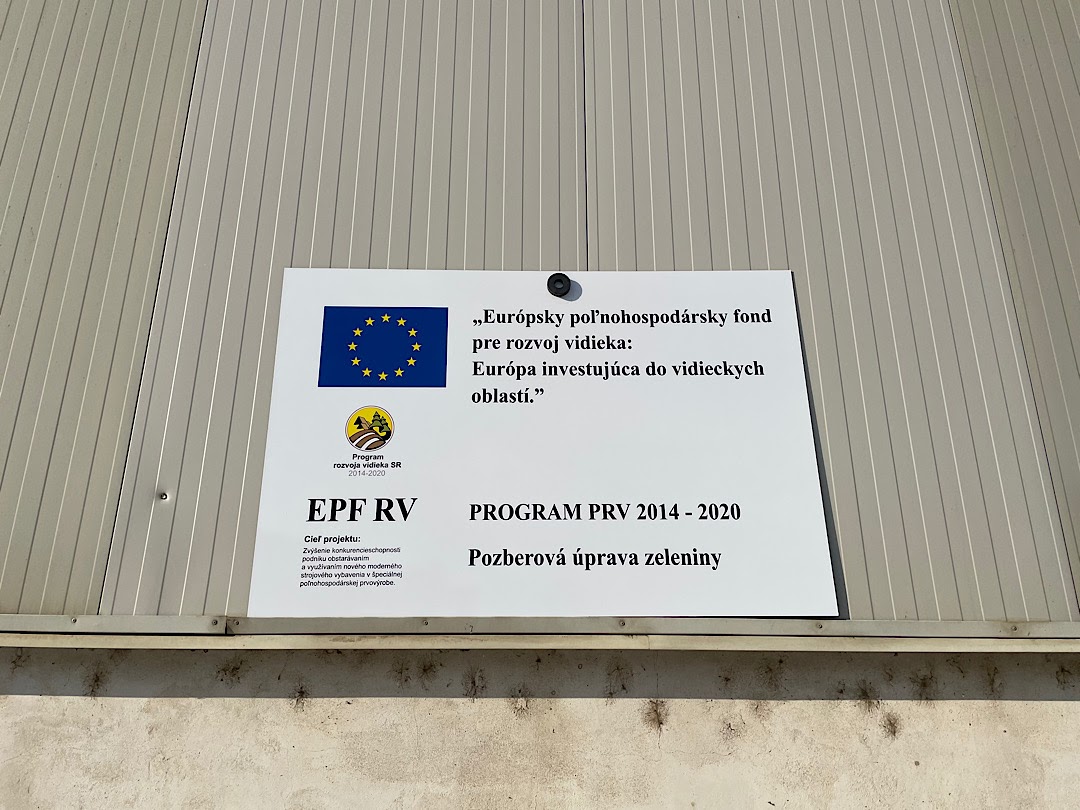 „Európsky poľnohospodársky fond
pre rozvoj vidieka:
Európa investujúca do vidieckych
oblastí.”
Program
rozvoja vidieka SR
2014-2020
EPF RV
Cieľ projektu:
Zvýšenie konkurencieschopnosti
podniku obstarávaním
a využívaním nového moderného
strojového vybavenia v špeciálnej
poľnohospodárskej prvovýrobe.
PROGRAM PRV 2014 - 2020
Pozberová úprava zeleniny